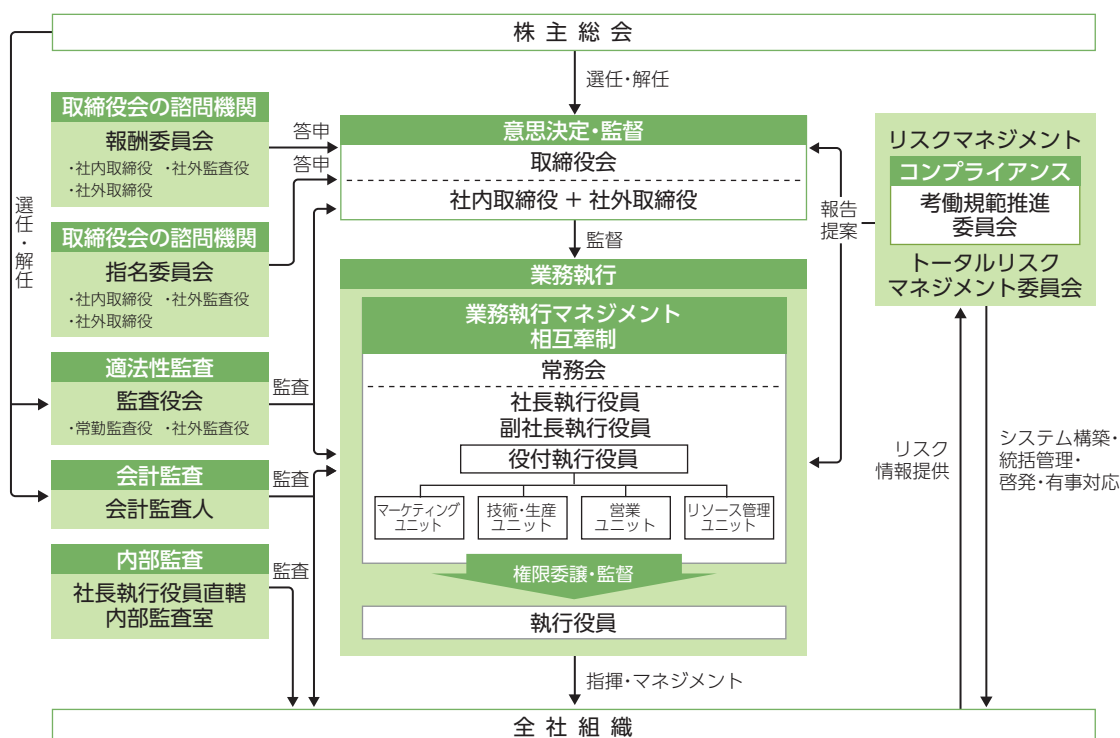 株主総会
選任・解任
選任・解任
取締役会の諮問機関
報酬委員会
・社内取締役 ・社外監査役
・社外取締役
答申
取締役会の諮問機関
指名委員会
・社内取締役 ・社外監査役
・社外取締役
答申
意思決定・監督
取締役会
社内取締役 + 社外取締役
監督
報告
提案
リスクマネジメント
コンプライアンス
考働規範推進
委員会
トータルリスク
マネジメント委員会
適法性監査
監査役会
・常勤監査役 ・社外監査役
監査
会計監査
会計監査人
監査
内部監査
社長執行役員直轄
内部監査室
監査
業務執行
業務執行マネジメント
相互牽制
常務会
社長執行役員
副社長執行役員
役付執行役員
マーケティング
ユニット
技術・生産
ユニット
営業
ユニット
リソース管理
ユニット
権限委譲・監督
執行役員
指揮・マネジメント
リスク
情報提供
システム構築・
統括管理・
啓発・有事対応
全社組織